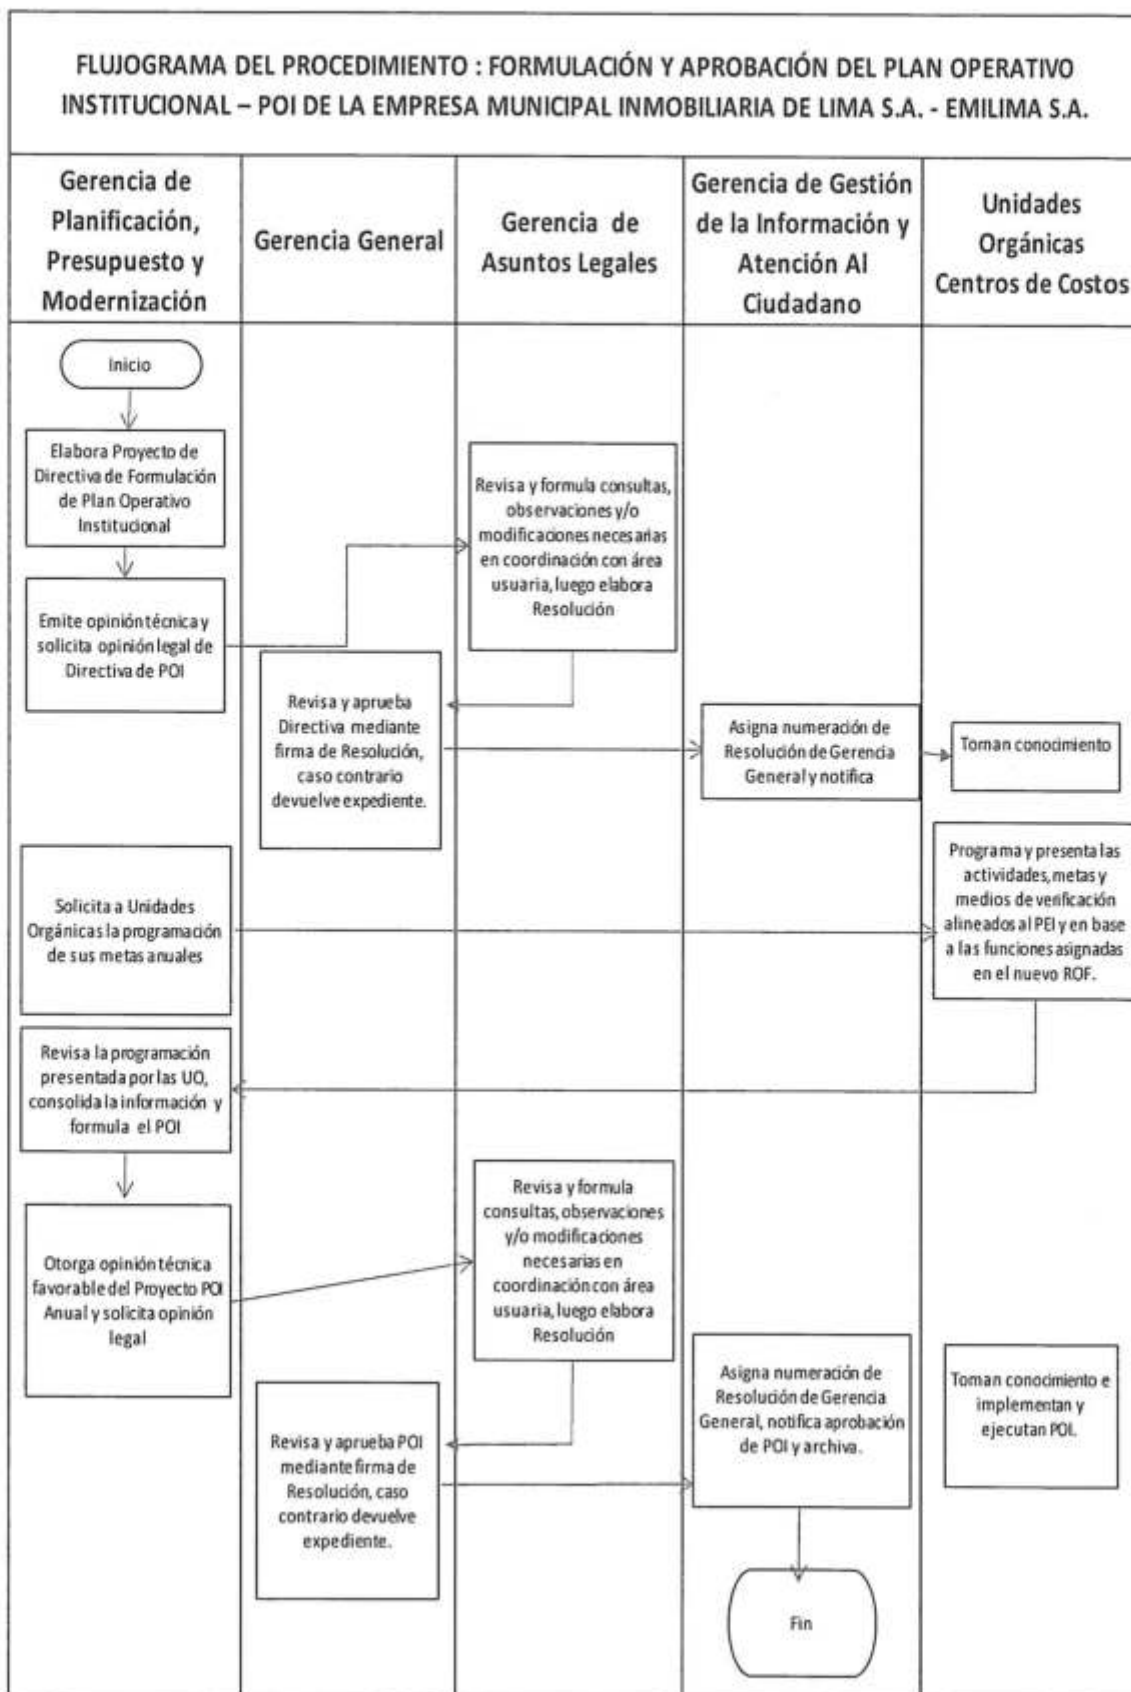 FLUJOGRAMA DEL PROCEDIMIENTO : FORMULACIÓN Y APROBACIÓN DEL PLAN OPERATIVO
INSTITUCIONAL – POI DE LA EMPRESA MUNICIPAL INMOBILIARIA DE LIMA S.A. - EMILIMA S.A.
Gerencia de
Planificación,
Presupuesto y
Modernización
Gerencia General
Gerencia de
Asuntos Legales
Gerencia de Gestión
de la Información y
Atención Al
Ciudadano
Unidades
Orgánicas
Centros de Costos
Inicio
Elabora Proyecto de
Directiva de Formulación
de Plan Operativo
Institucional
Revisa y formula consultas,
observaciones y/o
modificaciones necesarias
en coordinación con área
usuaria, luego elabora
Resolución
Emite opinión técnica y
solicita opinión legal de
Directiva de POI
Revisa y aprueba
Directiva mediante
firma de Resolución,
caso contrario
devuelve expediente.
Asigna numeración de
Resolución de Gerencia
General y notifica
Toman conocimiento
Solicita a Unidades
Orgánicas la programación
de sus metas anuales
Programa y presenta las
actividades, metas y
medios de verificación
alineados al PEI y en base
a las funciones asignadas
en el nuevo ROF.
Revisa la programación
presentada por las UO,
consolida la información y
formula el POI
Otorga opinión técnica
favorable del Proyecto POI
Anual y solicita opinión
legal
Revisa y formula
consultas, observaciones
y/o modificaciones
necesarias en
coordinación con área
usuaria, luego elabora
Resolución
Revisa y aprueba POI
mediante firma de
Resolución, caso
contrario devuelve
expediente.
Asigna numeración de
Resolución de Gerencia
General, notifica aprobación
de POI y archiva.
Toman conocimiento e
implementan y
ejecutan POI.
Fin